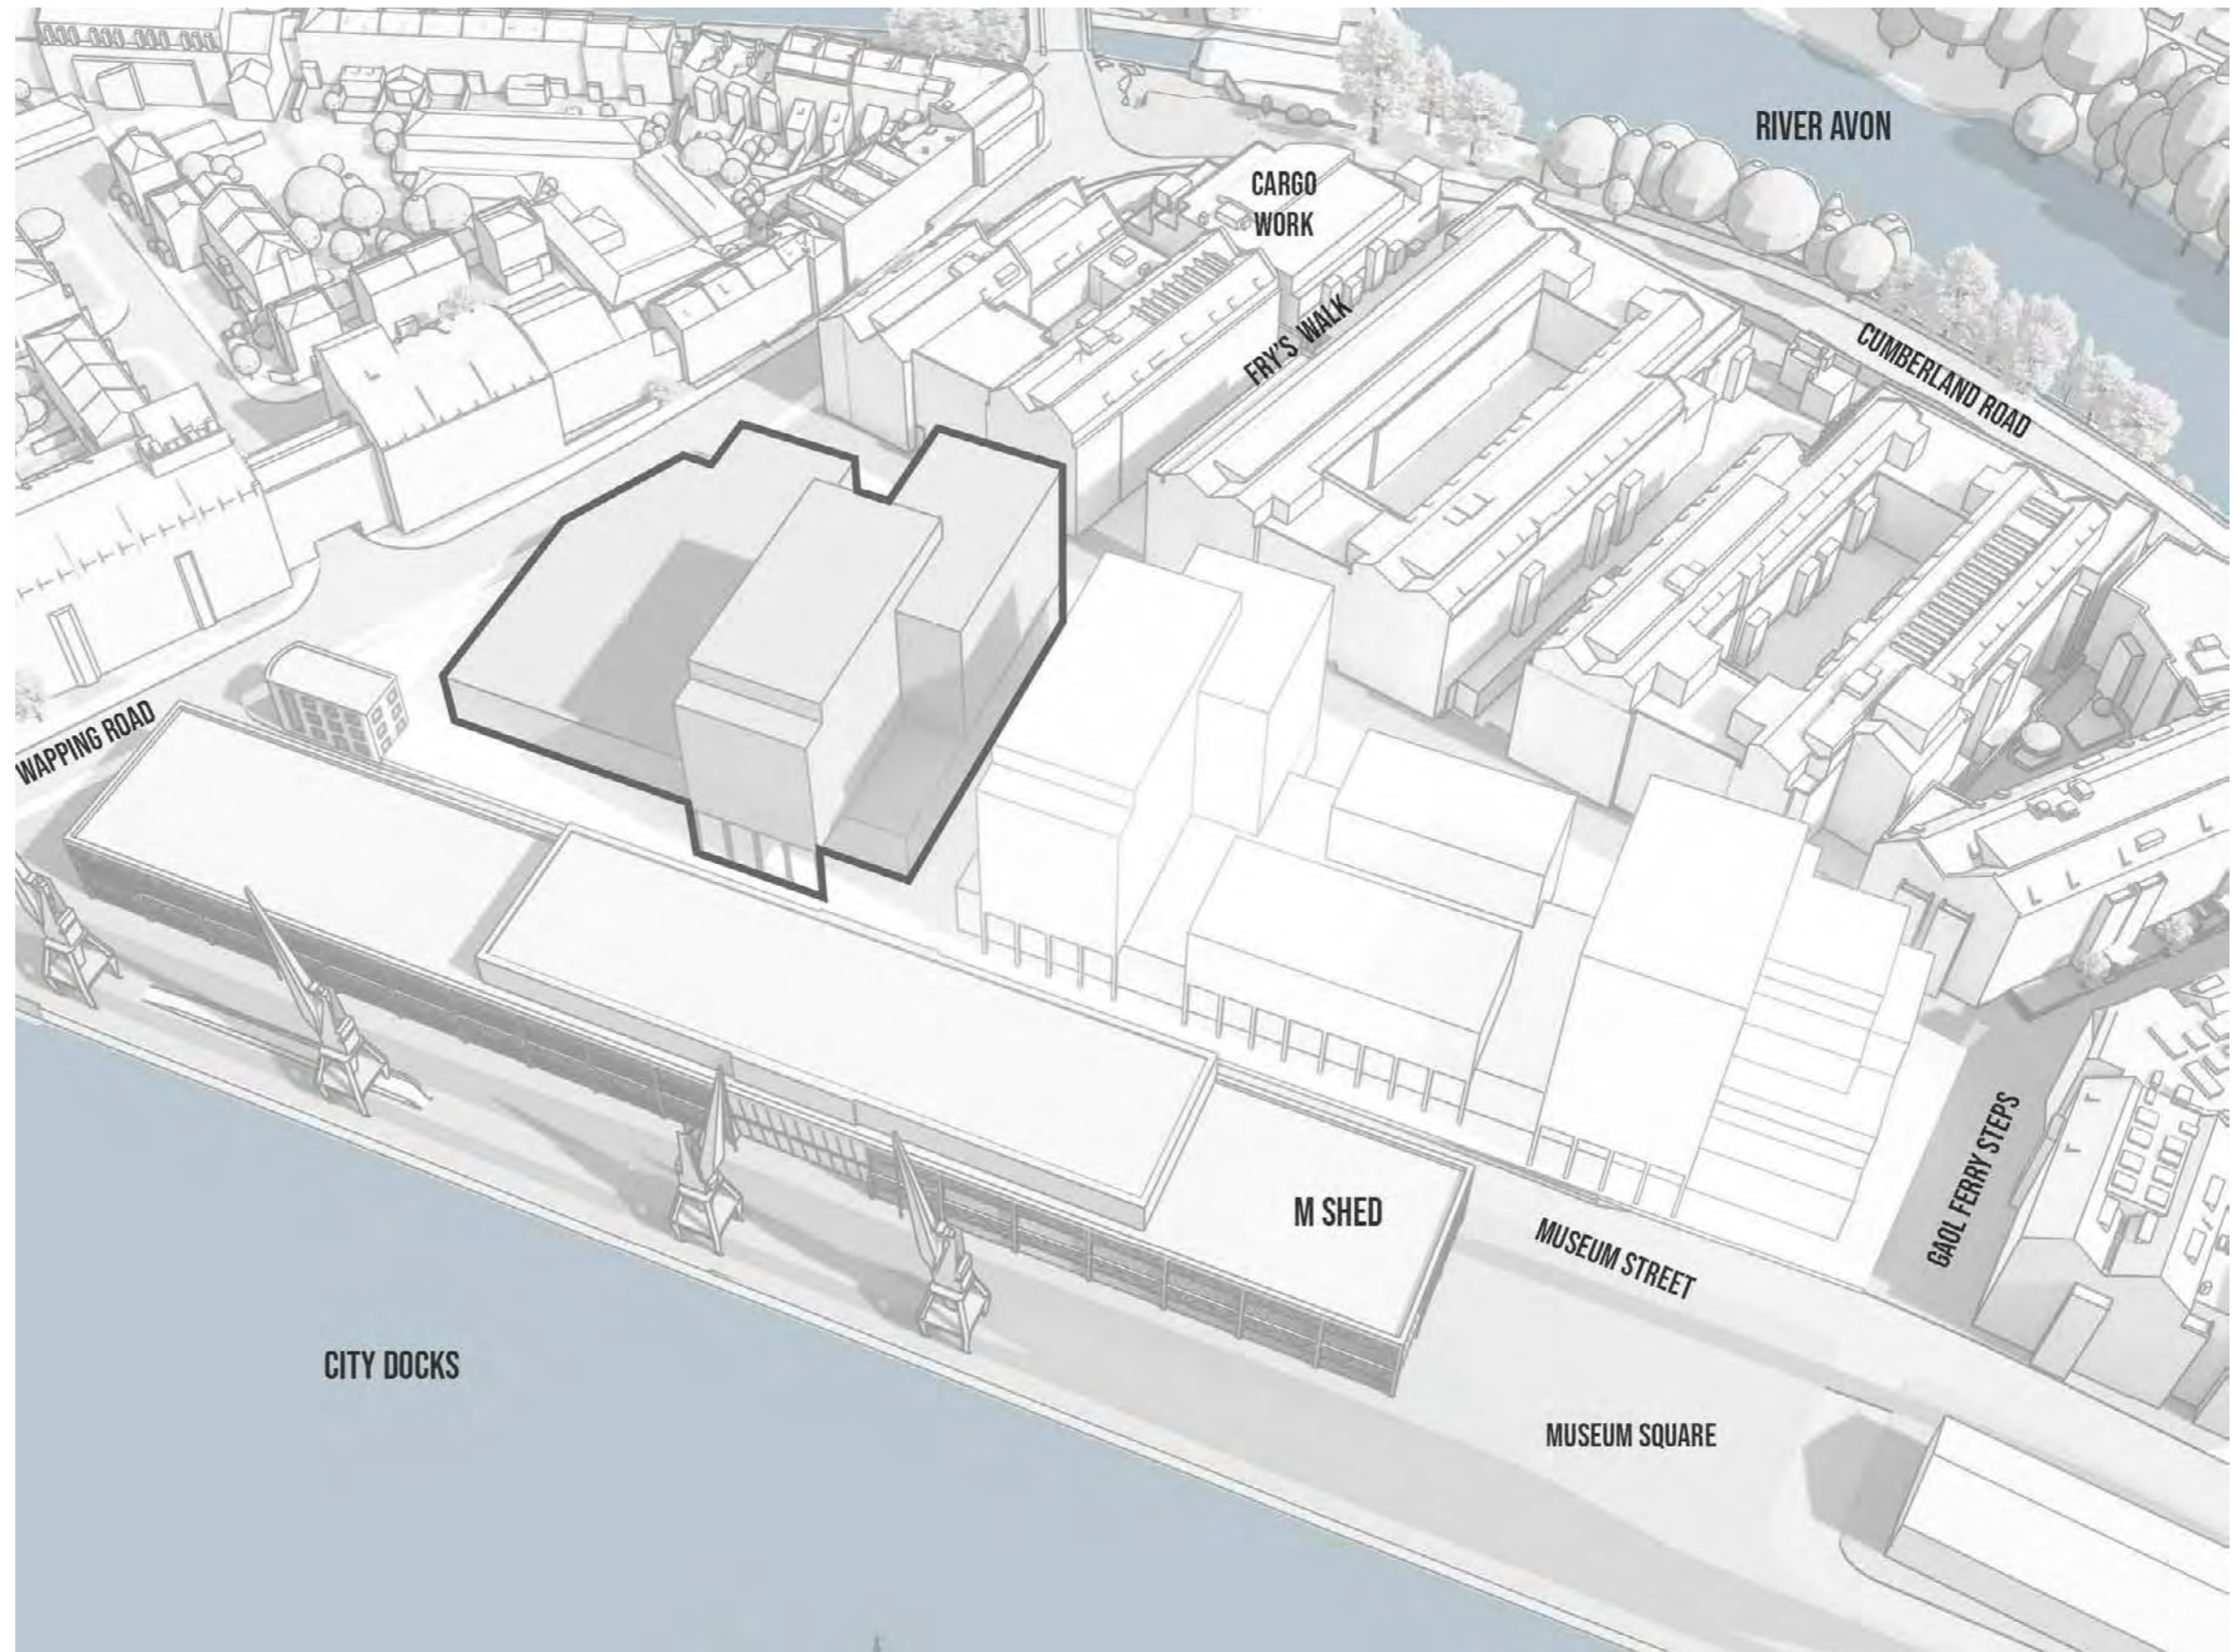 RIVER AVON
CARGO
WORK
FRY'S WALK
CUMBERLAND ROAD
WAPPING ROAD
M SHED
MUSEUM STREET
GAOL FERRY STEPS
CITY DOCKS
MUSEUM SQUARE